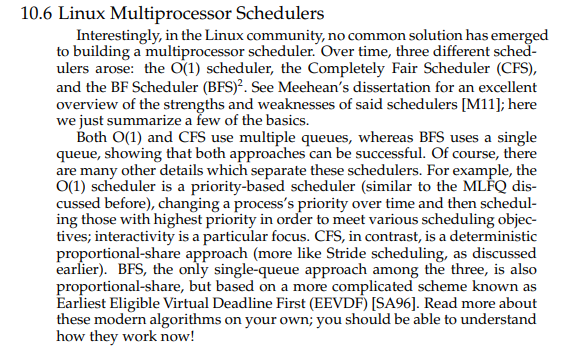 10.6 Linux Multiprocessor Schedulers
Interestingly, in the Linux community, no common solution has emerged
to building a multiprocessor scheduler. Over time, three different sched-
ulers arose: the O(1) scheduler, the Completely Fair Scheduler (CFS),
and the BF Scheduler (BFS)². See Meehean's dissertation for an excellent
overview of the strengths and weaknesses of said schedulers [M11]; here
we just summarize a few of the basics.
Both O(1) and CFS use multiple queues, whereas BFS uses a single
queue, showing that both approaches can be successful. Of course, there
are many other details which separate these schedulers. For example, the
O(1) scheduler is a priority-based scheduler (similar to the MLFQ dis-
cussed before), changing a process's priority over time and then schedul-
ing those with highest priority in order to meet various scheduling objec-
tives; interactivity is a particular focus. CFS, in contrast, is a deterministic
proportional-share approach (more like Stride scheduling, as discussed
earlier). BFS, the only single-queue approach among the three, is also
proportional-share, but based on a more complicated scheme known as
Earliest Eligible Virtual Deadline First (EEVDF) [SA96]. Read more about
these modern algorithms on your own; you should be able to understand
how they work now!